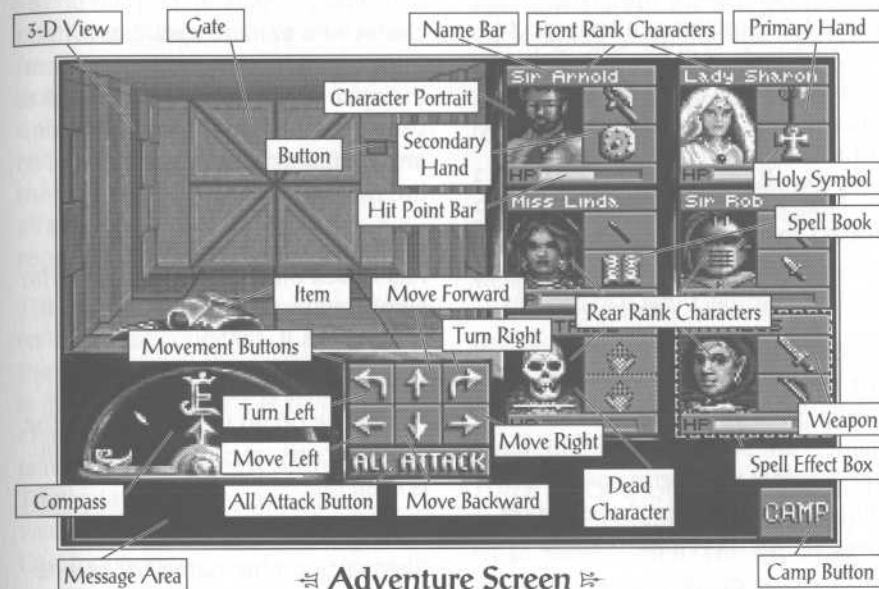 3-D View
Gate
Name Bar
Front Rank Characters
Primary Hand
Sir Arnold
Lady Sharon
Character Portrait
Button
Secondary Hand
HP
HP
Holy Symbol
Hit Point Bar
Miss Linda
Sir Rob
Spell Book
Item
Move Forward
Rear Rank Characters
Turn Right
Movement Buttons
Turn Left
E
Move Left
Move Right
HP
Weapon
ALL ATTACK
Spell Effect Box
Compass
All Attack Button
Move Backward
Dead Character
CAMP
Message Area
Adventure Screen
Camp Button